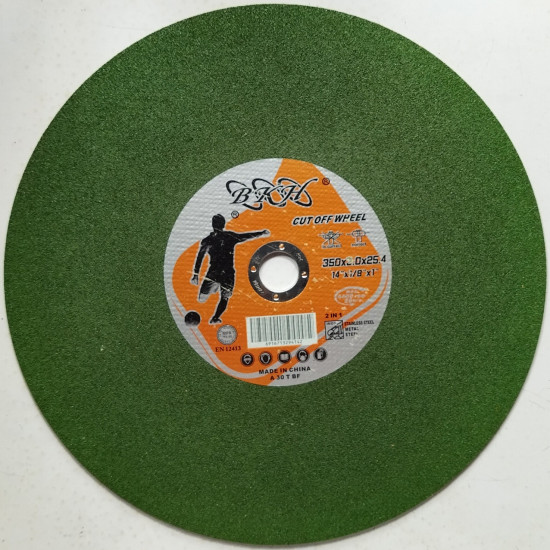 BKH
®
®
CUT OFF WHEEL
350x3.0x25.4
14"x1/8"x1"
2 IN 1
STAINLESS STEEL
METAL
EN 12413
MADE IN CHINA
A 30 T BF